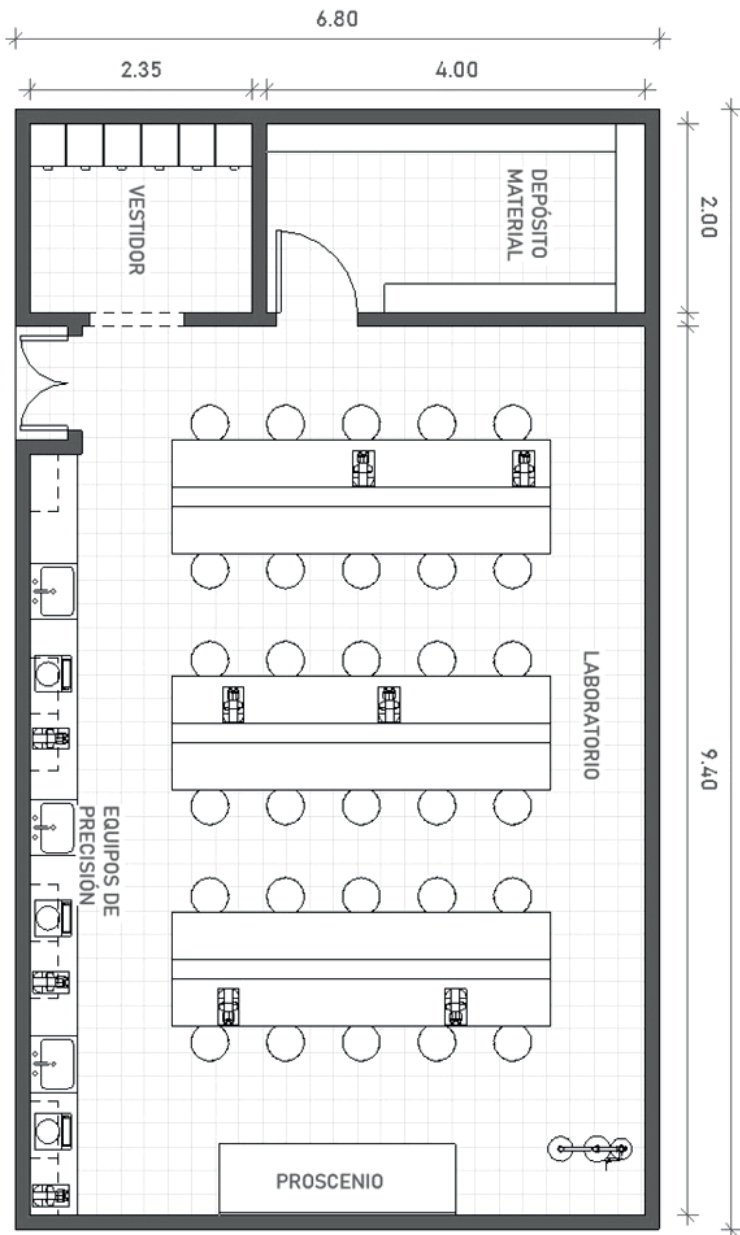 6.80
2.35
4.00
VESTIDOR
DEPÓSITO
MATERIAL
2.00
LABORATORIO
9.40
EQUIPOS DE
PRECISIÓN
PROSCENIO